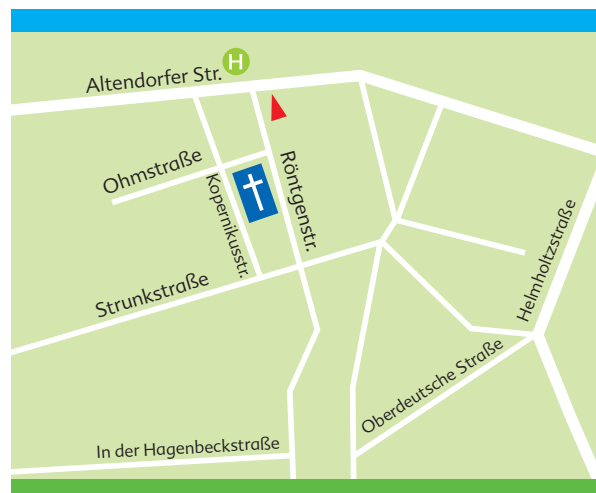 H
Altendorfer Str.
Ohmstraße
Röntgenstr.
Kopernikusstr.
Helmholtzstraße
Strunkstraße
Oberdeutsche Straße
In der Hagenbeckstraße